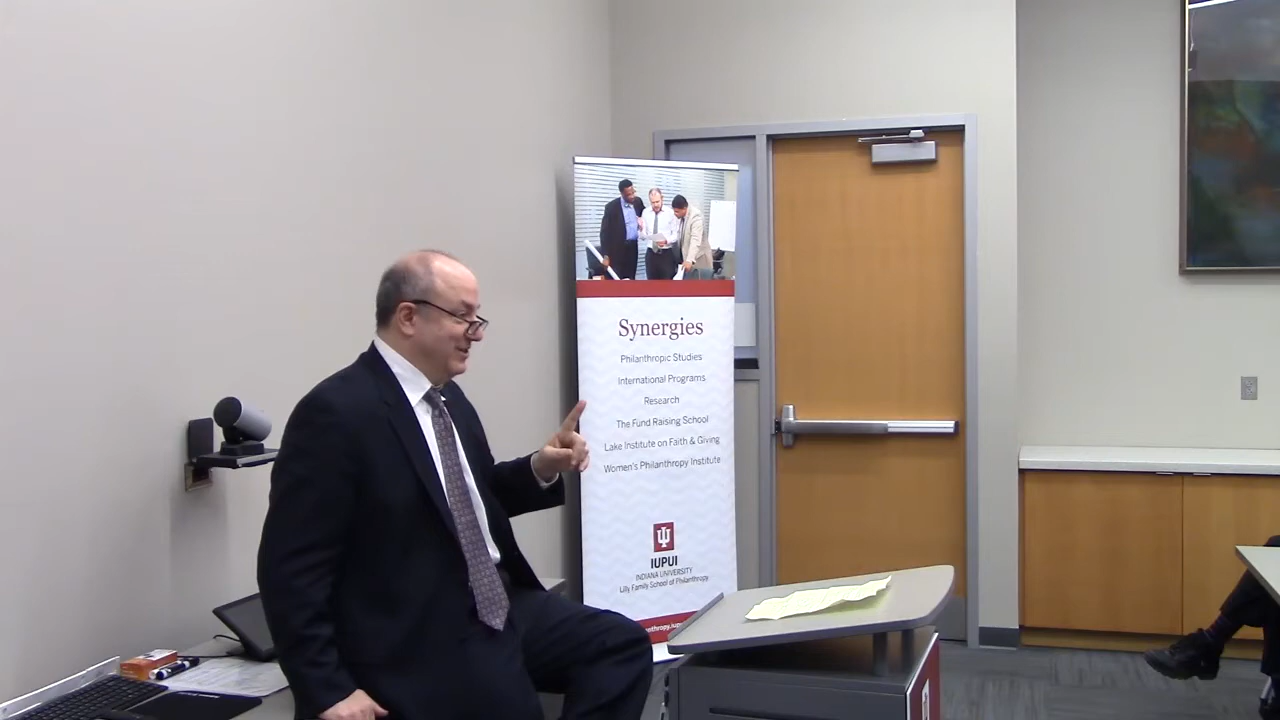 Synergies
Philanthropic Studies
International Programs
Research
The Fund Raising School
Lake Institute on Faith & Giving
Women's Philanthropy Institute
IUPUI
INDIANA UNIVERSITY
Lilly Family School of Philanthropy